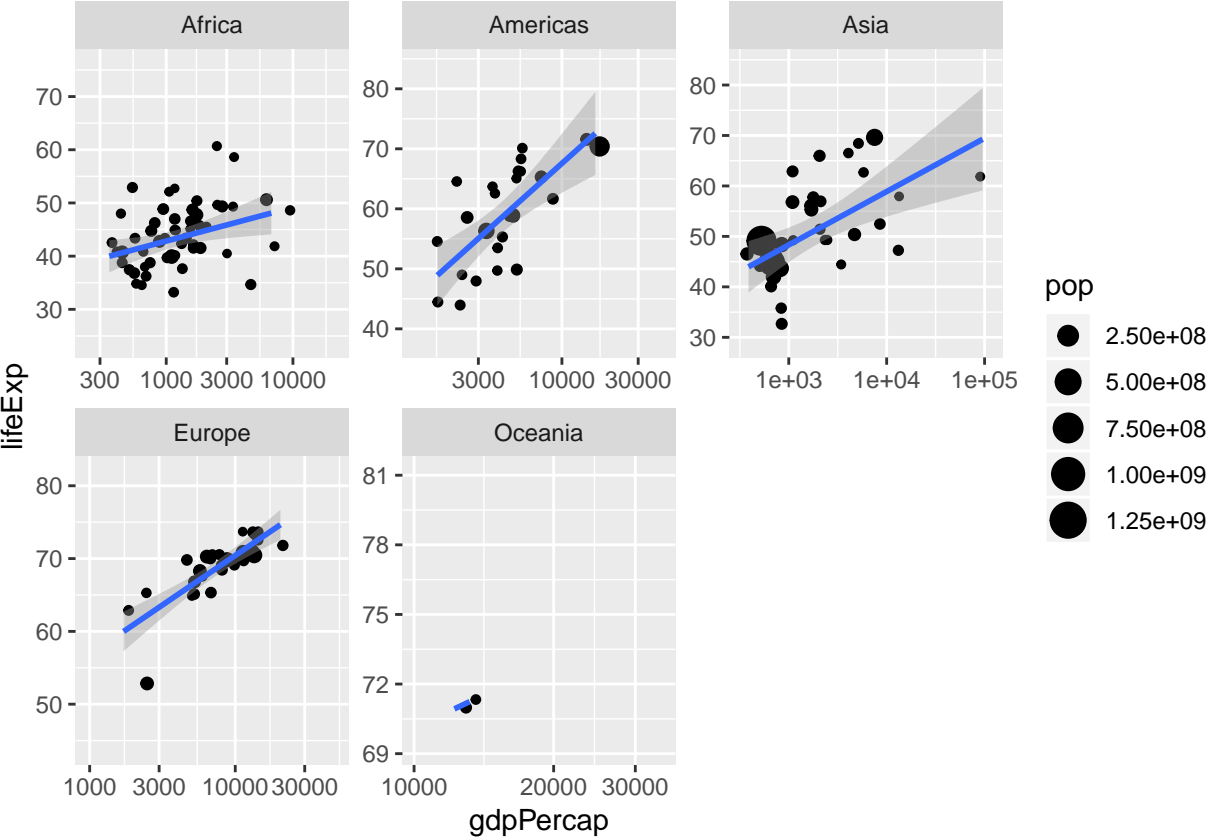 Africa Americas Asia
70
60
50
40
30
80
70
60
50
40
80
70
60
50
40
30
300 1000 3000 10000
3000 10000 30000
1e+03 1e+04 1e+05
Europe Oceania
80
70
60
50
81
78
75
72
69
1000 3000 10000 30000
10000 20000 30000
lifeExp
gdpPercap
pop
2.50e+08
5.00e+08
7.50e+08
1.00e+09
1.25e+09